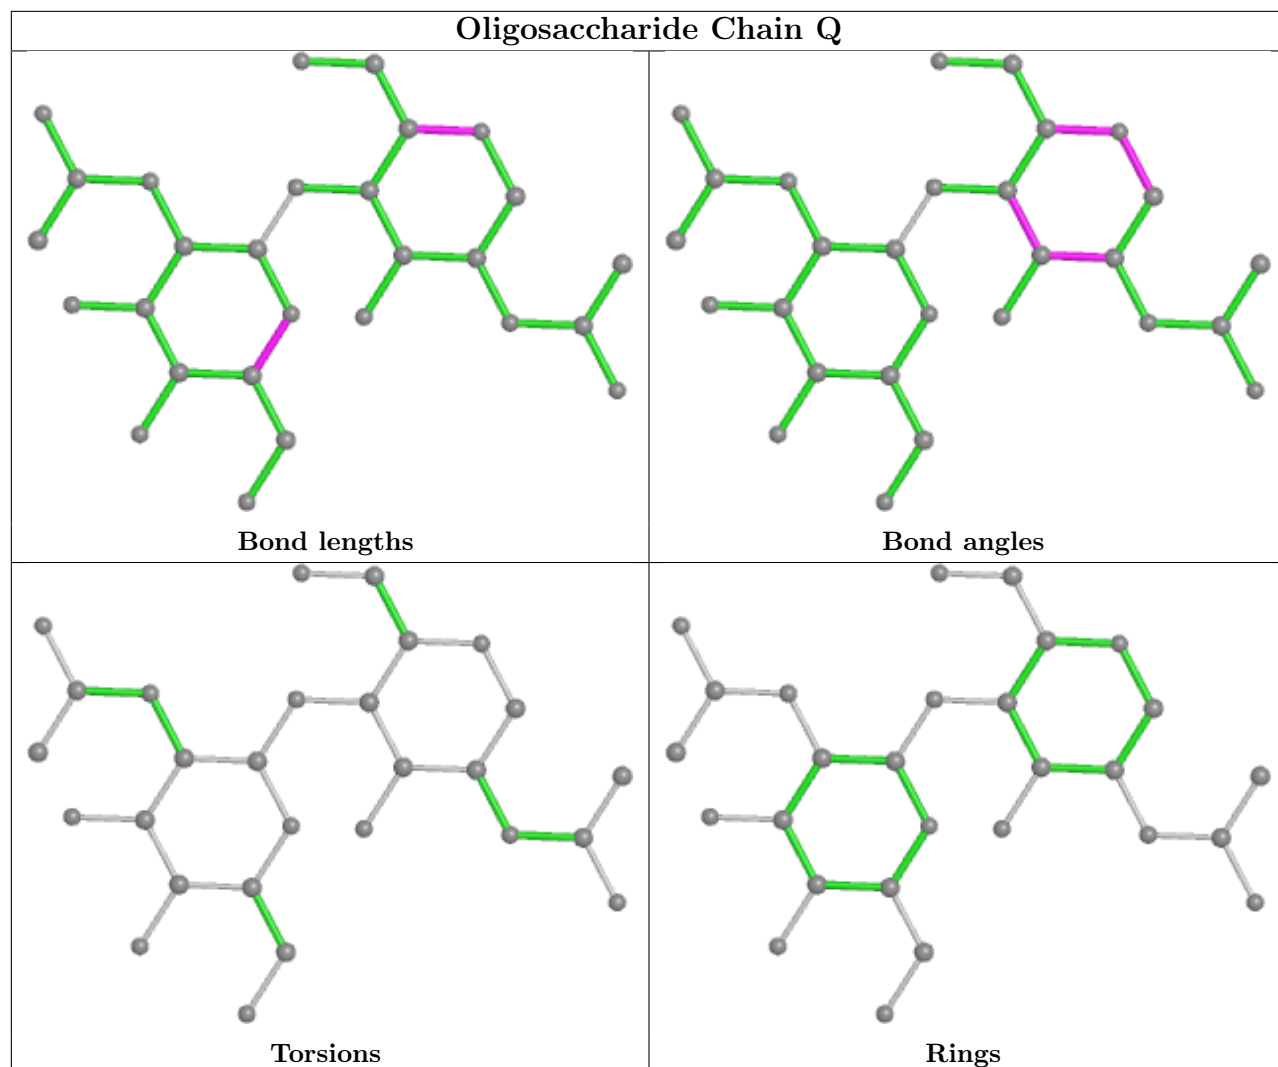 Oligosaccharide Chain Q
Bond lengths
Bond angles
Torsions
Rings